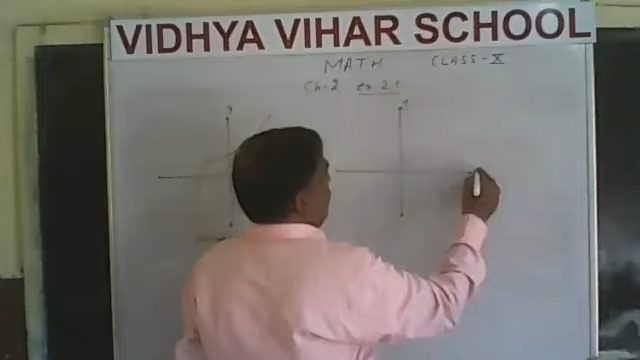 VIDHYA VIHAR SCHOOL
MATH CLASS-X
Ch-2 ex 2.1
y y